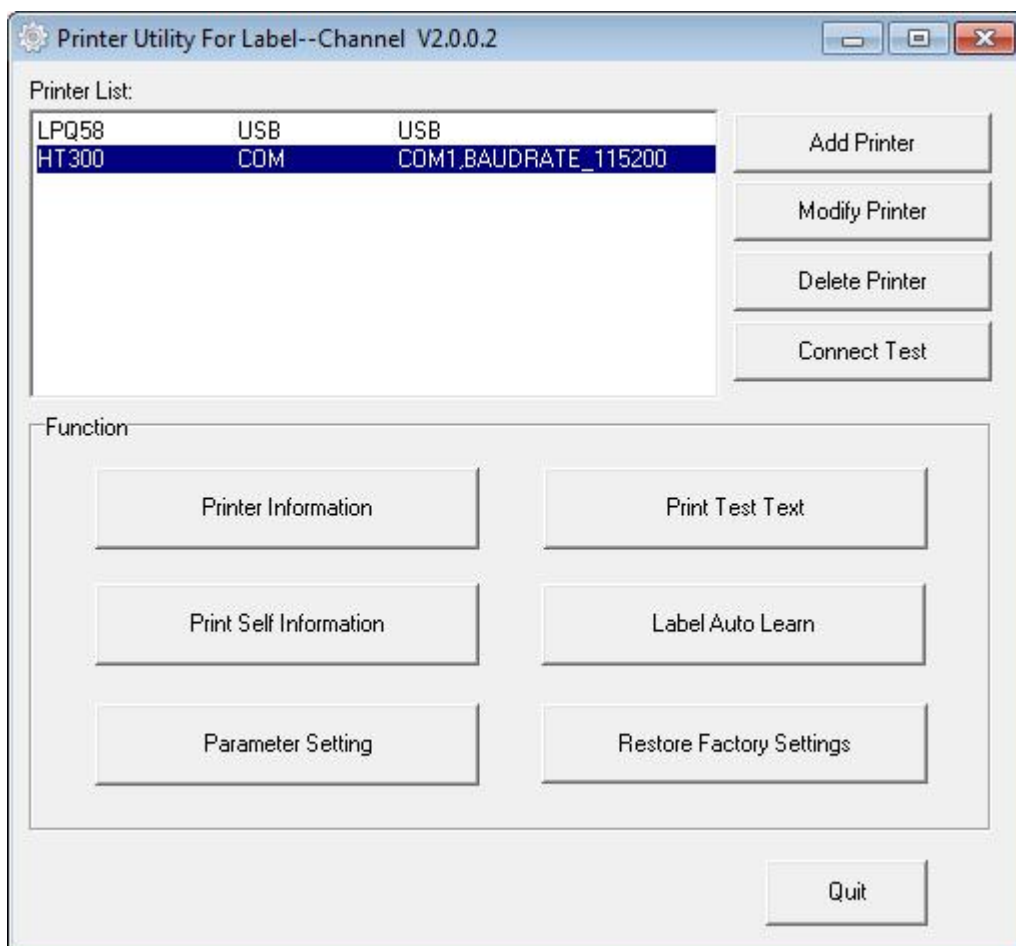 Printer Utility For Label--Channel V2.0.0.2
Printer List:
LPQ58 USB USB
HT300 COM COM1,BAUDRATE_115200
Add Printer
Modify Printer
Delete Printer
Connect Test
Function
Printer Information
Print Test Text
Print Self Information
Label Auto Learn
Parameter Setting
Restore Factory Settings
Quit